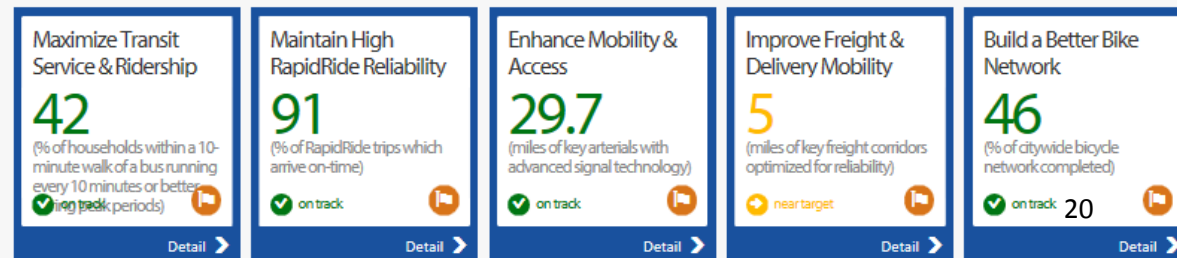 Maximize Transit
Service & Ridership
42
(% of households within a 10-
minute walk of a bus running
every 10 minutes or better
during peak periods)
on track
Detail
Maintain High
RapidRide Reliability
91
(% of RapidRide trips which
arrive on-time)
on track
Detail
Enhance Mobility &
Access
29.7
(miles of key arterials with
advanced signal technology)
on track
Detail
Improve Freight &
Delivery Mobility
5
(miles of key freight corridors
optimized for reliability)
near target
Detail
Build a Better Bike
Network
46
(% of citywide bicycle
network completed)
on track
20
Detail